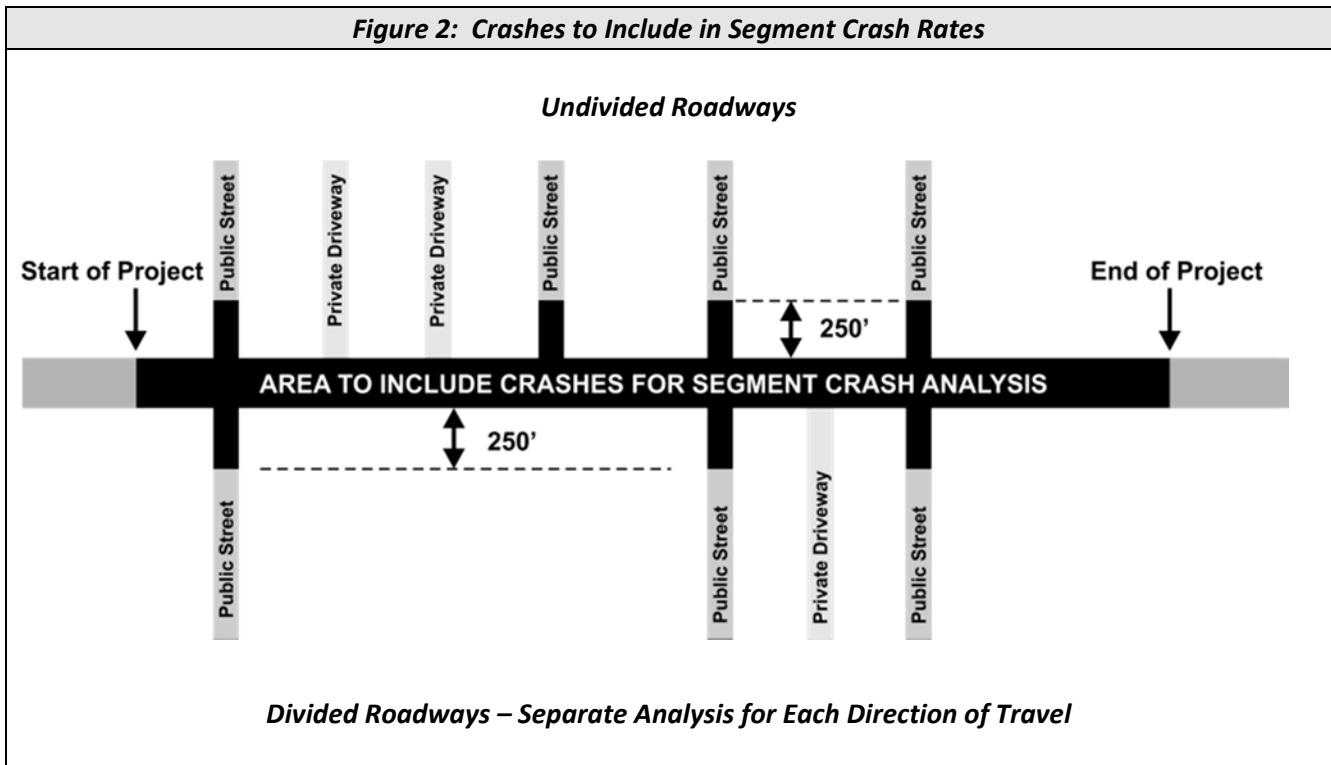 Figure 2: Crashes to Include in Segment Crash Rates
Undivided Roadways
Public Street
Private Driveway
Private Driveway
Public Street
Public Street
Public Street
Start of Project
End of Project
250'
AREA TO INCLUDE CRASHES FOR SEGMENT CRASH ANALYSIS
250'
Public Street
Public Street
Private Driveway
Public Street
Divided Roadways – Separate Analysis for Each Direction of Travel